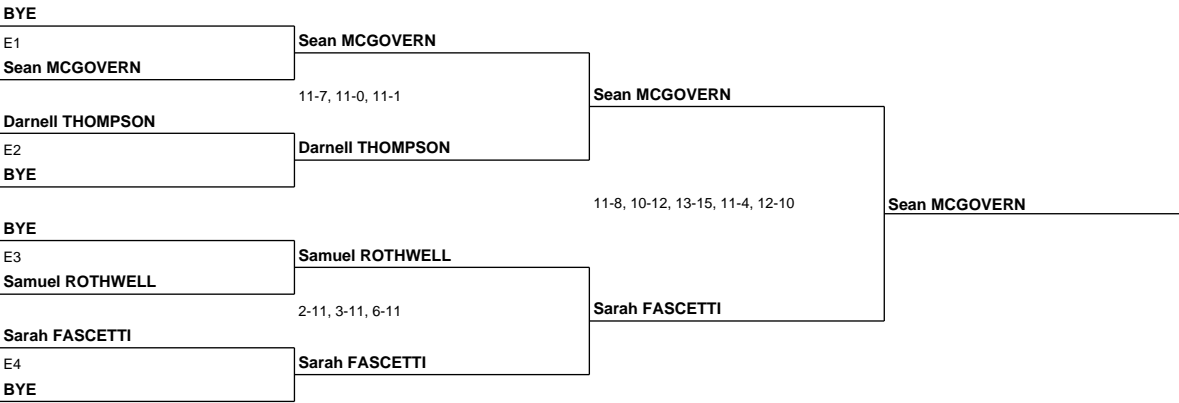 BYE
E1
Sean MCGOVERN
Sean MCGOVERN
11-7, 11-0, 11-1
Sean MCGOVERN
Darnell THOMPSON
E2
Darnell THOMPSON
BYE
11-8, 10-12, 13-15, 11-4, 12-10
Sean MCGOVERN
BYE
E3
Samuel ROTHWELL
Samuel ROTHWELL
2-11, 3-11, 6-11
Sarah FASCETTI
Sarah FASCETTI
E4
Sarah FASCETTI
BYE